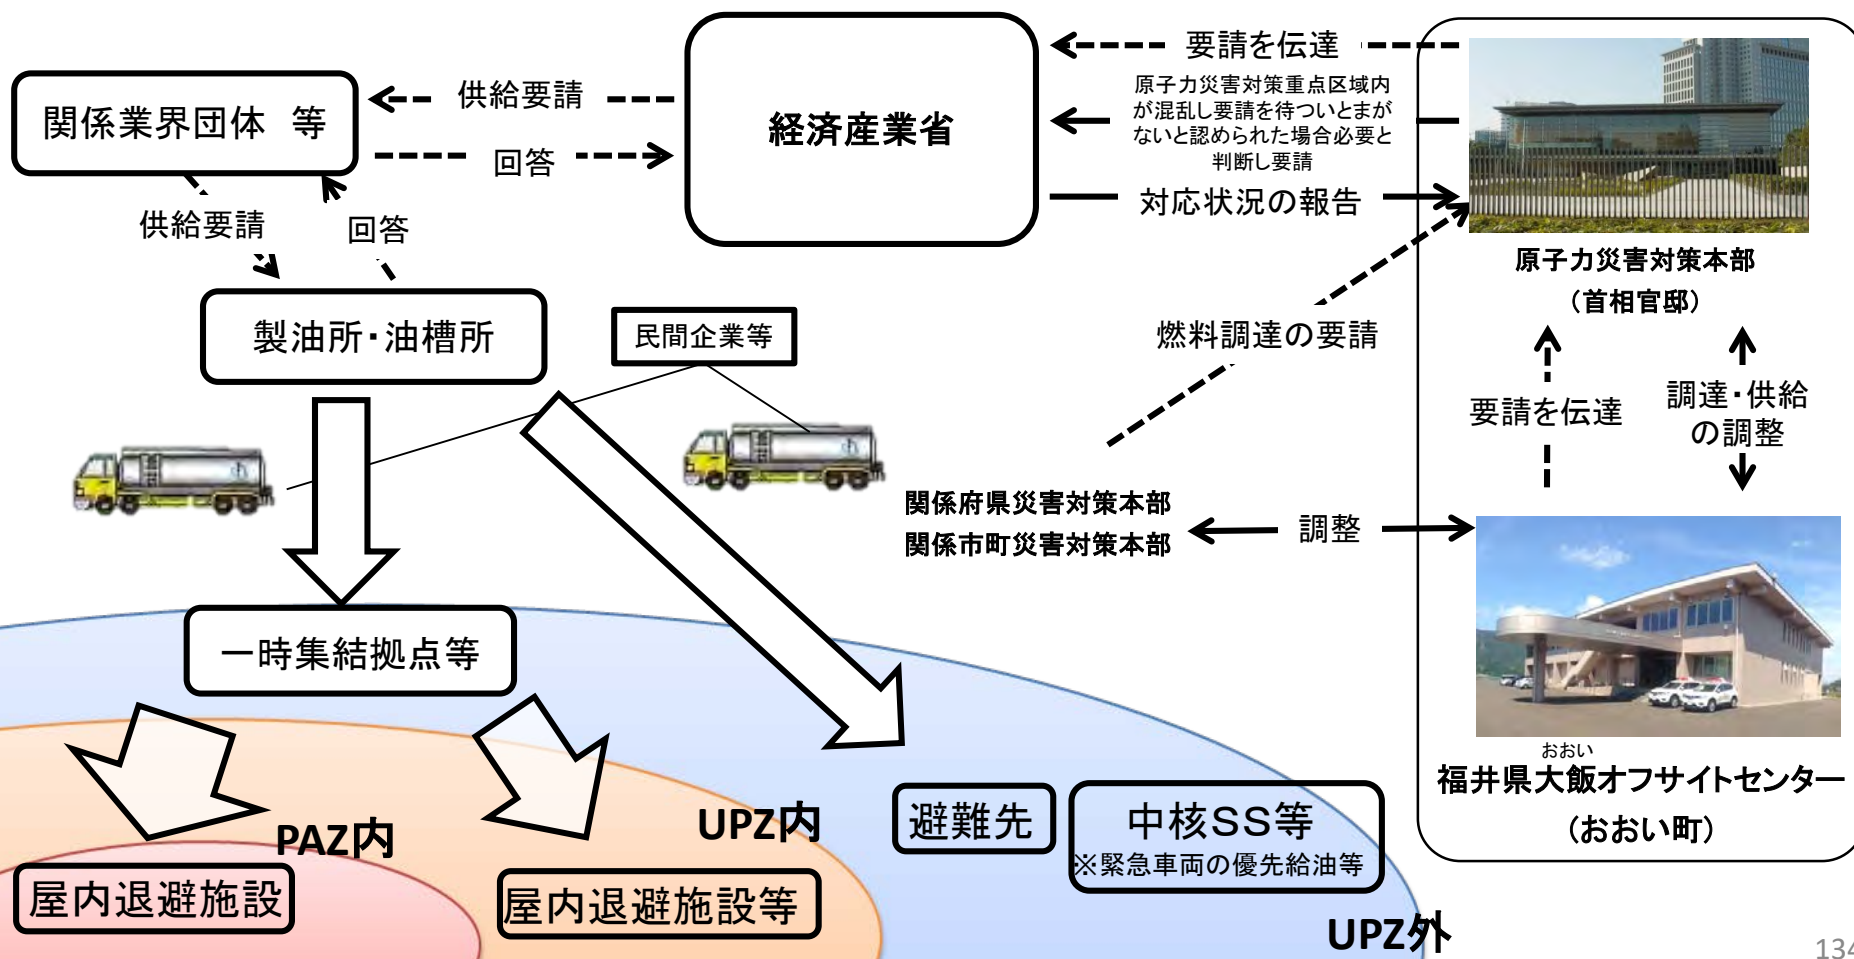 関係業界団体　等
供給要請
回答
経済産業省
要請を伝達
原子力災害対策重点区域内
が混乱し要請を待ついとまが
ないと認められた場合必要と
判断し要請
対応状況の報告
原子力災害対策本部
（首相官邸）
供給要請
回答
製油所・油槽所
民間企業等
燃料調達の要請
要請を伝達
調達・供給
の調整
関係府県災害対策本部
関係市町災害対策本部
調整
一時集結拠点等
おおい
福井県大飯オフサイトセンター
（おおい町）
PAZ内
UPZ内
避難先
中核ＳＳ等
※緊急車両の優先給油等
屋内退避施設
屋内退避施設等
UPZ外
134